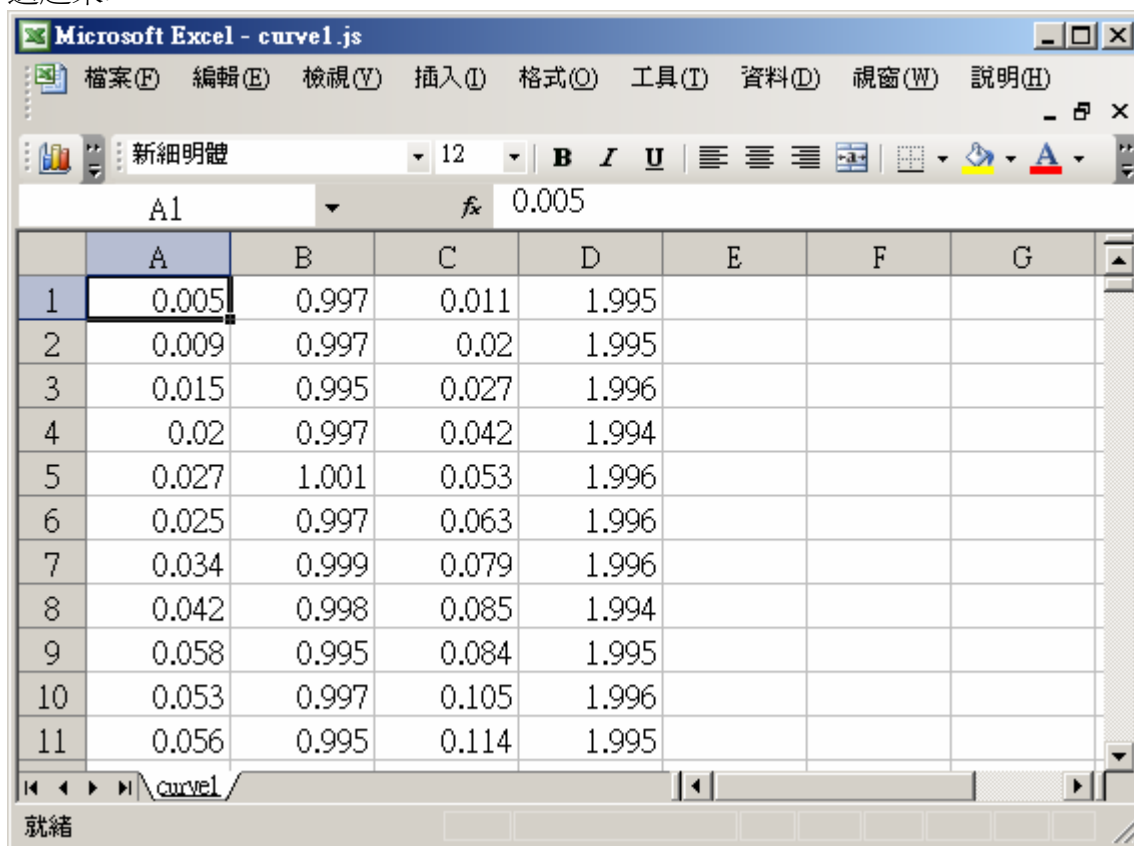 Microsoft Excel - curve1.js
檔案(F) 編輯(E) 檢視(V) 插入(I) 格式(O) 工具(T) 資料(D) 視窗(W) 說明(H)
新細明體 12 B I U A
A1 fx 0.005
A B C D E F G
1 0.005 0.997 0.011 1.995
2 0.009 0.997 0.02 1.995
3 0.015 0.995 0.027 1.996
4 0.02 0.997 0.042 1.994
5 0.027 1.001 0.053 1.996
6 0.025 0.997 0.063 1.996
7 0.034 0.999 0.079 1.996
8 0.042 0.998 0.085 1.994
9 0.058 0.995 0.084 1.995
10 0.053 0.997 0.105 1.996
11 0.056 0.995 0.114 1.995
curve1
就緒